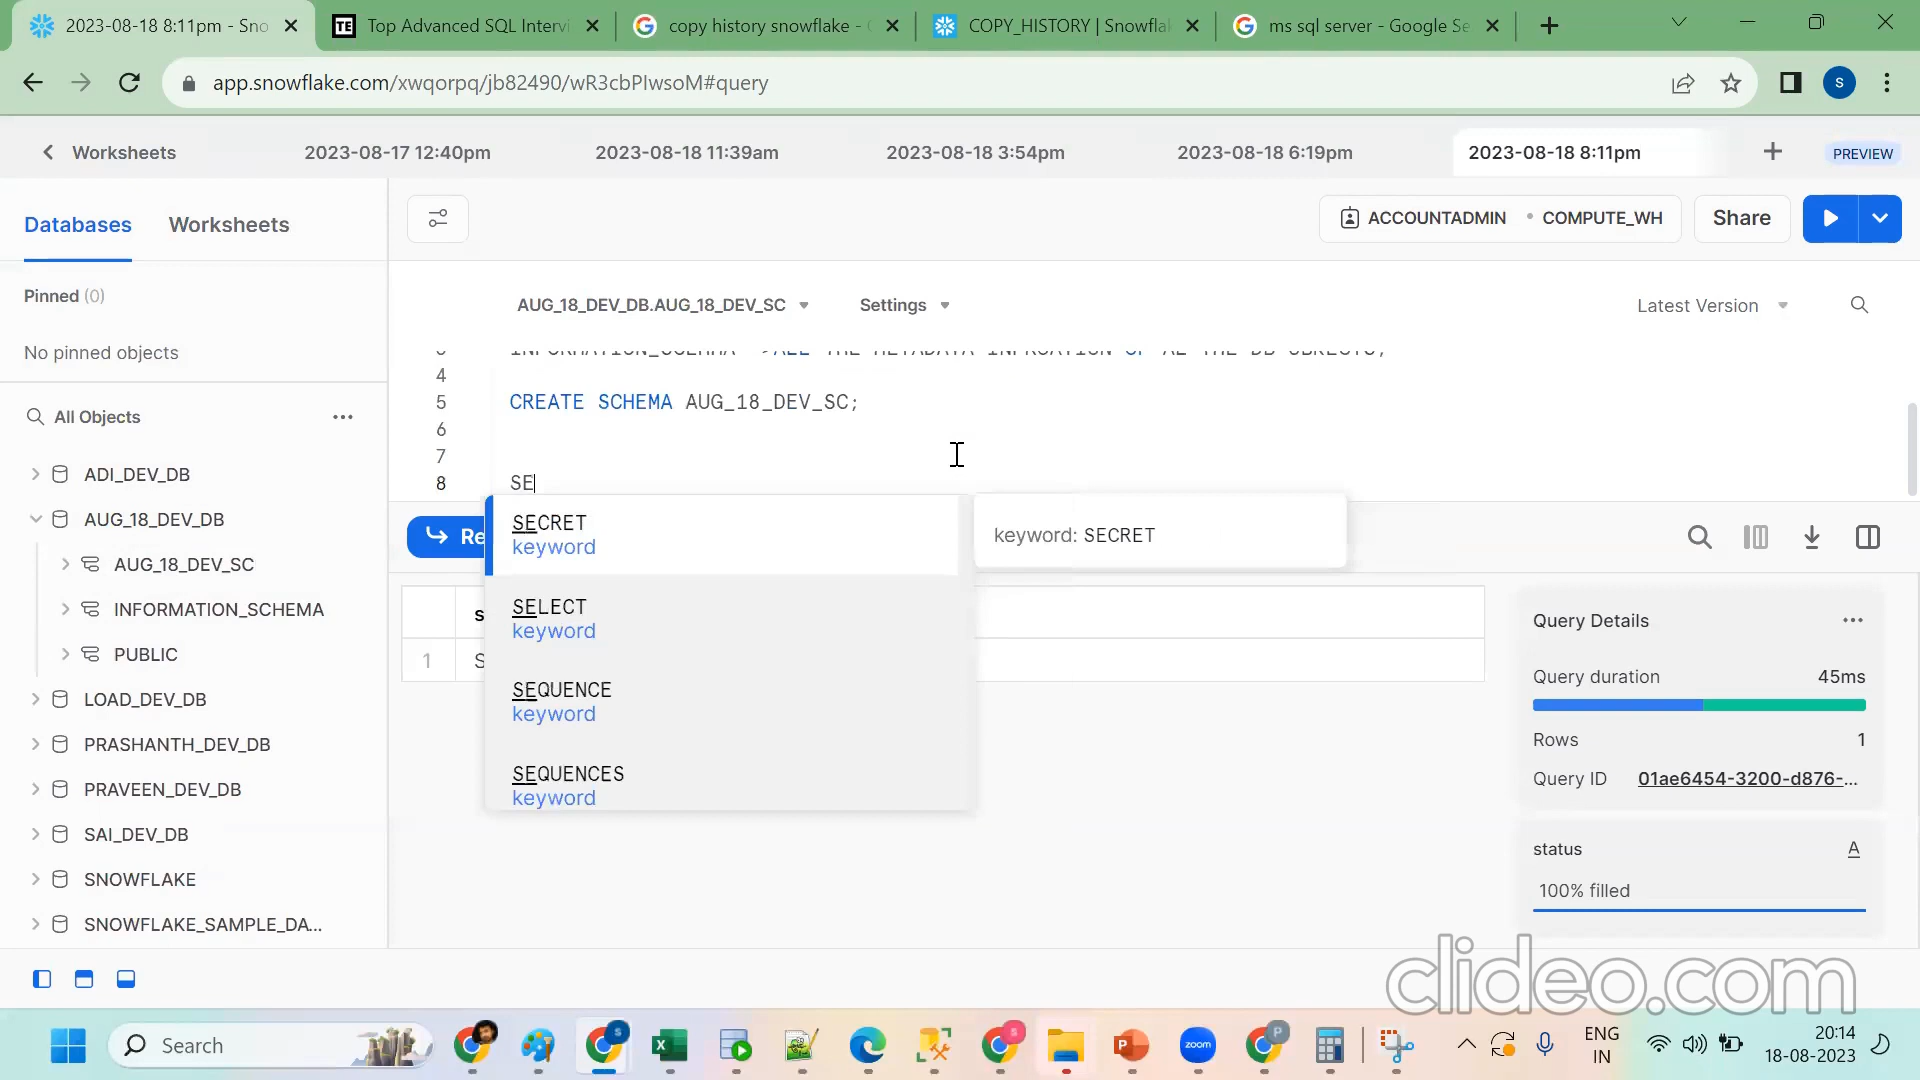 2023-08-18 8:11pm - Sno
Top Advanced SQL Intervi
copy history snowflake -
COPY_HISTORY | Snowflak
ms sql server - Google Se
app.snowflake.com/xwqorpq/jb82490/wR3cbPIwsoM#query
Worksheets
2023-08-17 12:40pm
2023-08-18 11:39am
2023-08-18 3:54pm
2023-08-18 6:19pm
2023-08-18 8:11pm
PREVIEW
Databases
Worksheets
ACCOUNTADMIN
COMPUTE_WH
Share
Pinned (0)
No pinned objects
AUG_18_DEV_DB.AUG_18_DEV_SC
Settings
Latest Version
All Objects
ADI_DEV_DB
AUG_18_DEV_DB
AUG_18_DEV_SC
INFORMATION_SCHEMA
PUBLIC
LOAD_DEV_DB
PRASHANTH_DEV_DB
PRAVEEN_DEV_DB
SAI_DEV_DB
SNOWFLAKE
SNOWFLAKE_SAMPLE_DA...
4
5 CREATE SCHEMA AUG_18_DEV_SC;
6
7
8 SE
SECRET
keyword
SELECT
keyword
SEQUENCE
keyword
SEQUENCES
keyword
keyword: SECRET
Re
s
1 S
Query Details
Query duration 45ms
Rows 1
Query ID 01ae6454-3200-d876-...
status A
100% filled
clideo.com
Search
zoom
ENG
IN
20:14
18-08-2023